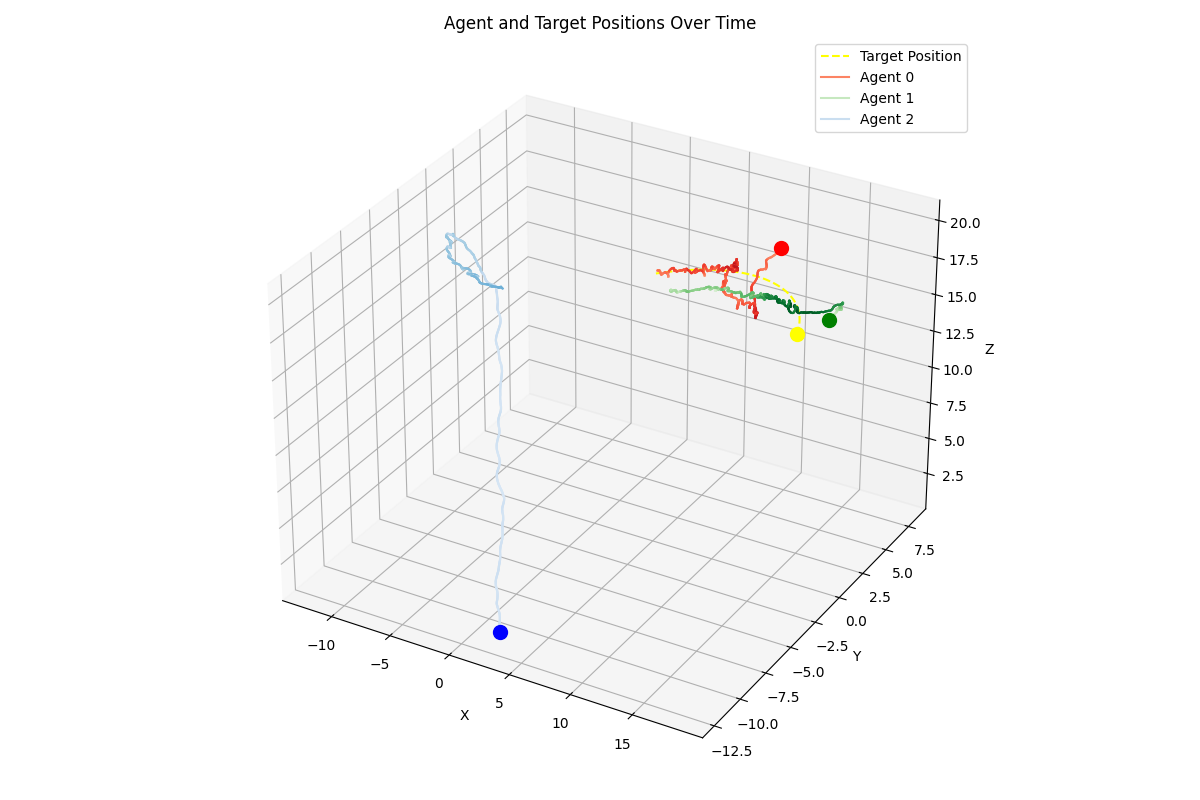 Agent and Target Positions Over Time
Target Position
Agent 0
Agent 1
Agent 2
20.0
17.5
15.0
12.5
10.0
7.5
5.0
2.5
Z
7.5
5.0
2.5
0.0
−2.5
−5.0
−7.5
−10.0
−12.5
Y
−10
−5
0
5
10
15
X